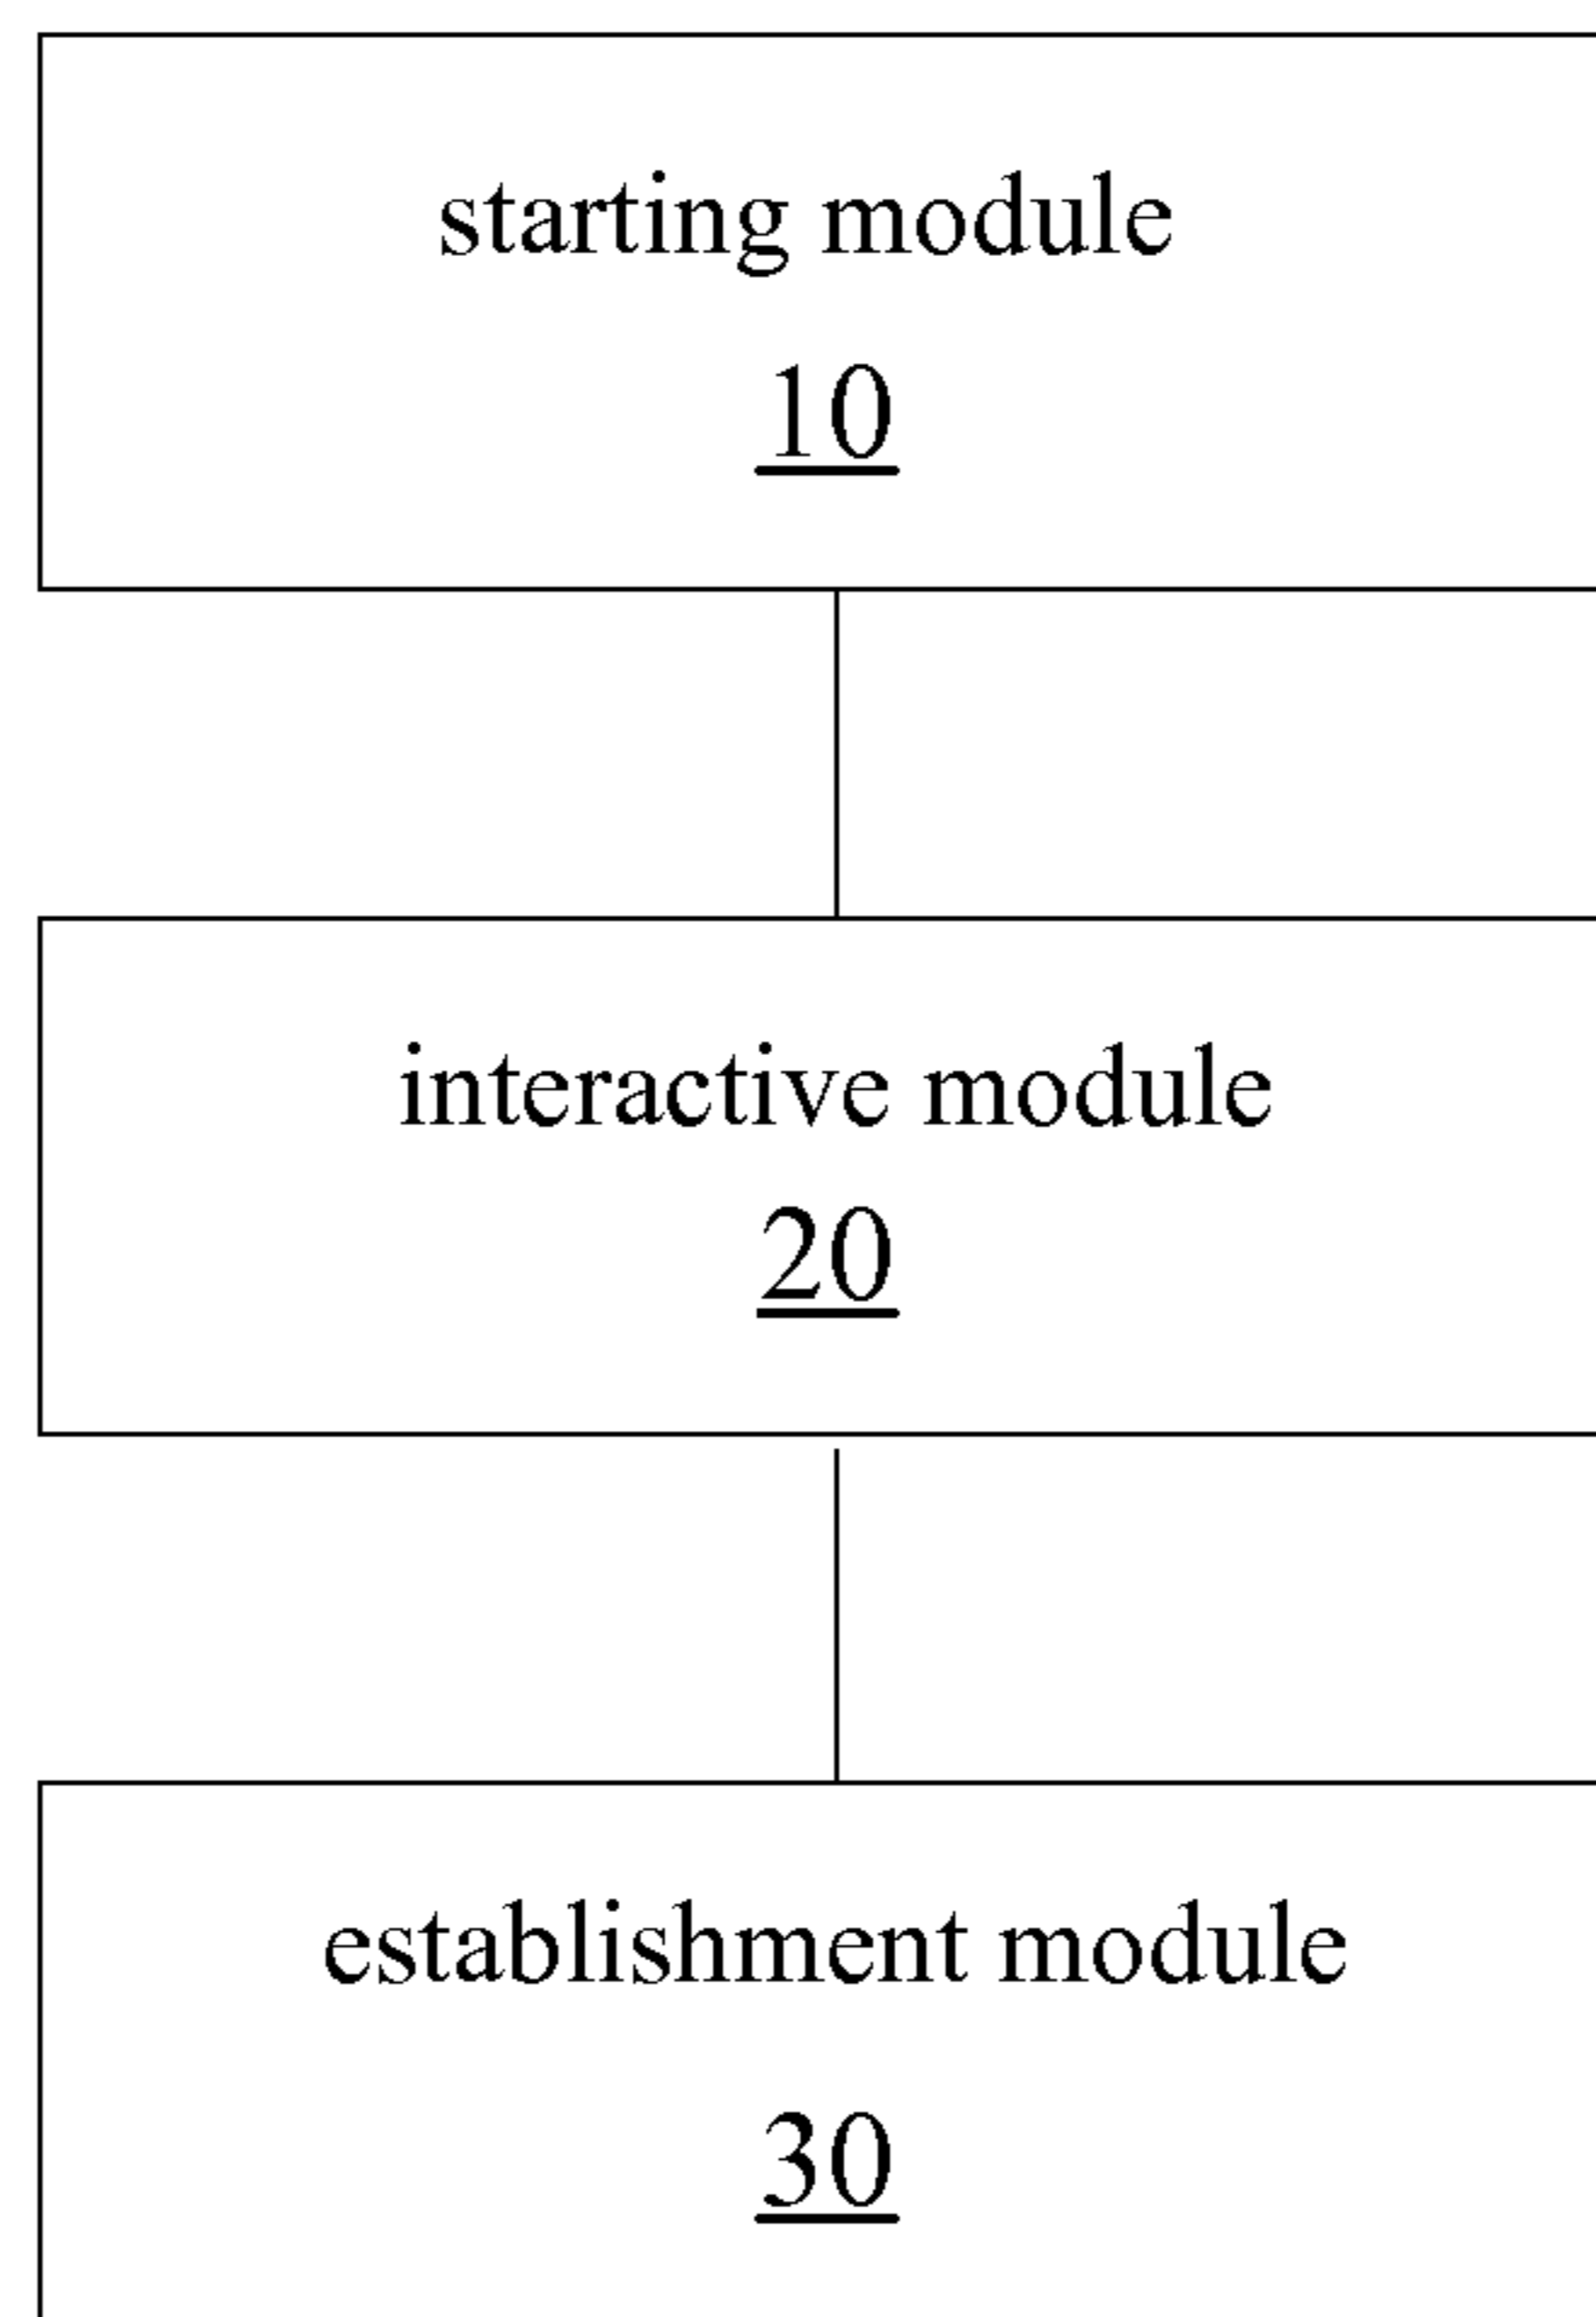 starting module
10
interactive module
20
establishment module
30